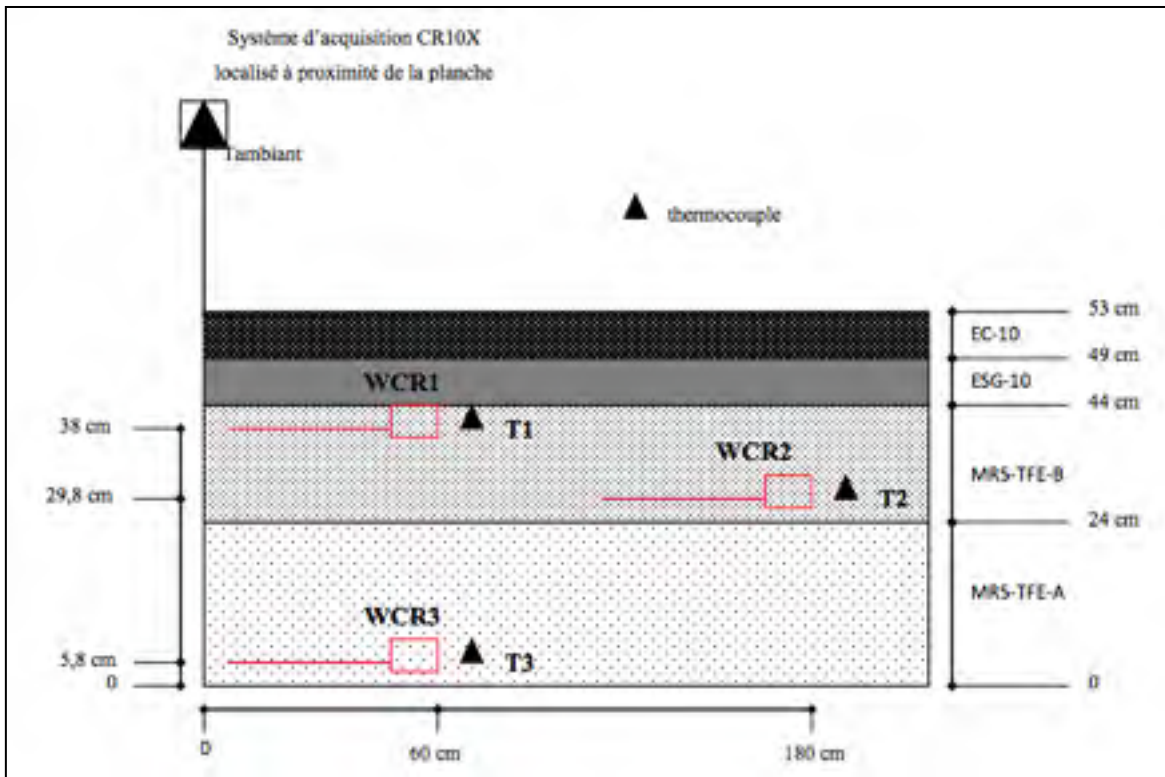 Système d'acquisition CR10X
localisé à proximité de la planche
Tambiant
thermocouple
53 cm
EC-10
49 cm
ESG-10
WCR1
44 cm
38 cm
T1
WCR2
MRS-TFE-B
29,8 cm
T2
24 cm
MRS-TFE-A
WCR3
5,8 cm
T3
0
0
0
60 cm
180 cm